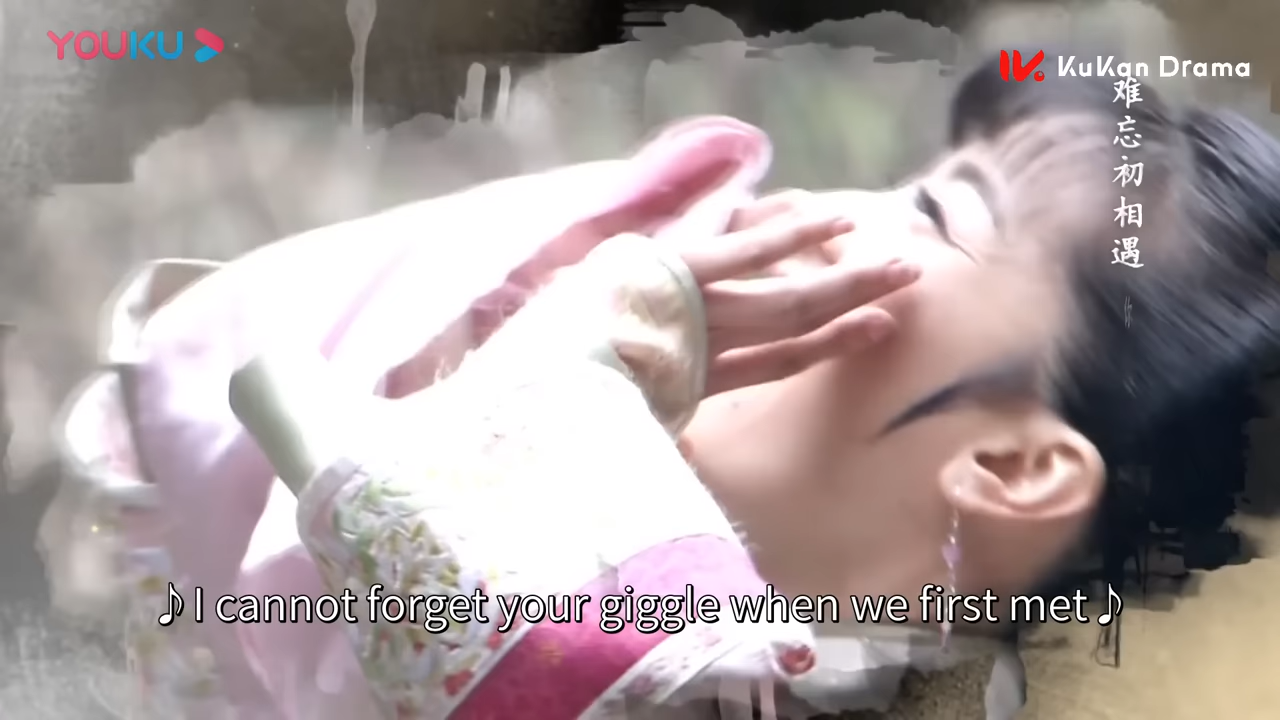 YOUKU
KuKan Drama
难忘初相遇
♪I cannot forget your giggle when we first met♪